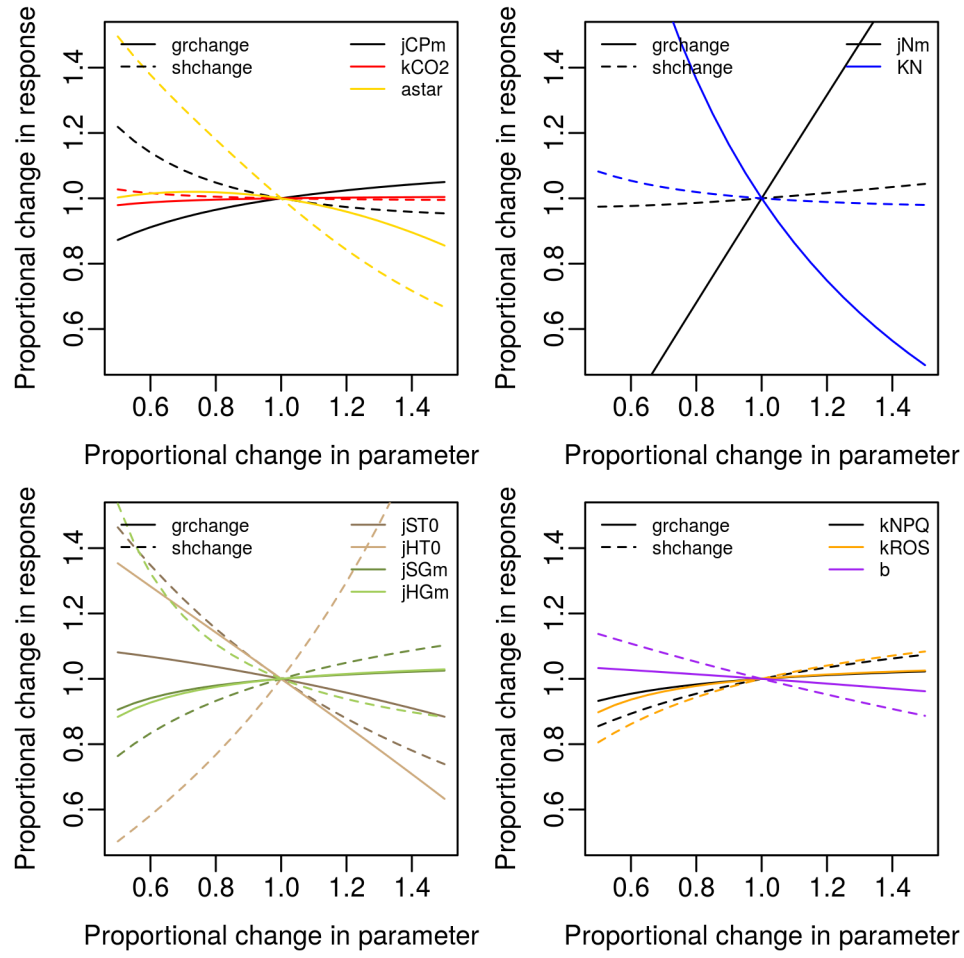 grchange
shchange
jCPm
kCO2
astar
0.6 0.8 1.0 1.2 1.4
0.6 0.8 1.0 1.2 1.4
Proportional change in parameter
Proportional change in response
grchange
shchange
jNm
KN
0.6 0.8 1.0 1.2 1.4
0.6 0.8 1.0 1.2 1.4
Proportional change in parameter
Proportional change in response
grchange
shchange
jST0
jHT0
jSGm
jHGm
0.6 0.8 1.0 1.2 1.4
0.6 0.8 1.0 1.2 1.4
Proportional change in parameter
Proportional change in response
grchange
shchange
kNPQ
kROS
b
0.6 0.8 1.0 1.2 1.4
0.6 0.8 1.0 1.2 1.4
Proportional change in parameter
Proportional change in response